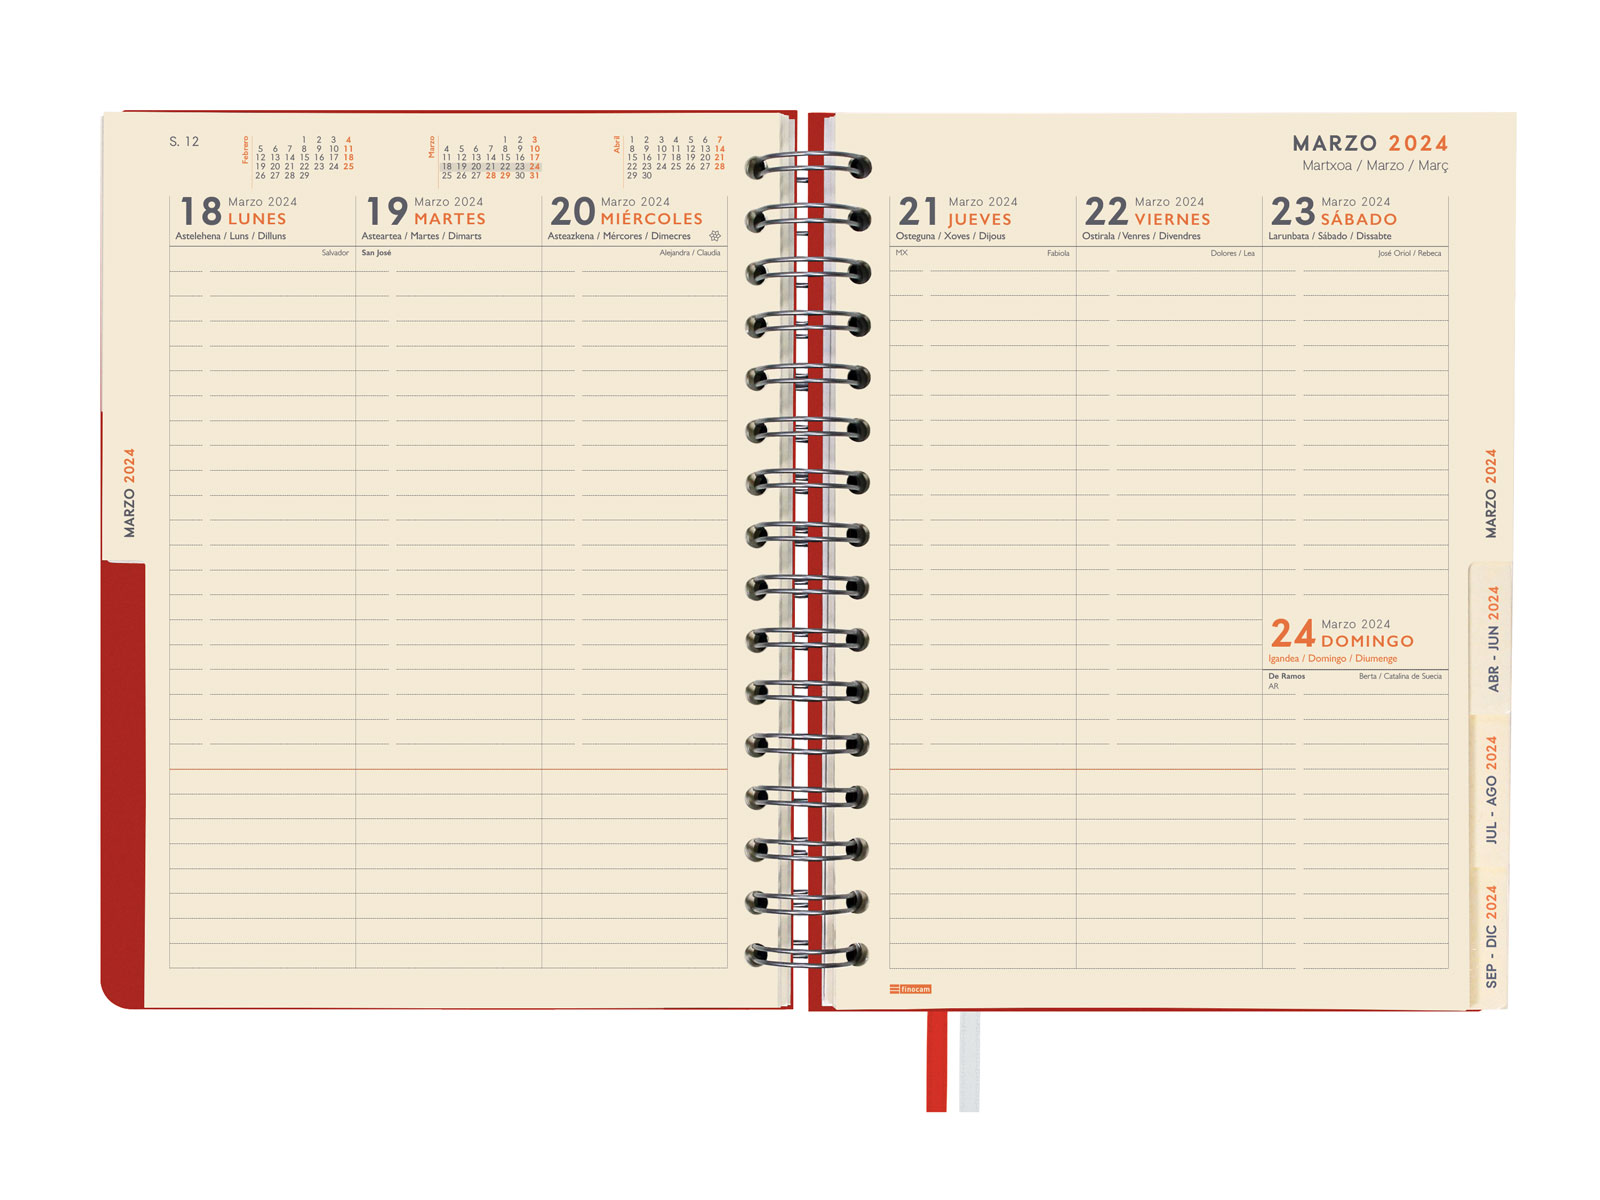 S. 12
Febrero
1 2 3 4
5 6 7 8 9 10 11
12 13 14 15 16 17 18
19 20 21 22 23 24 25
26 27 28 29
Marzo
1 2 3
4 5 6 7 8 9 10
11 12 13 14 15 16 17
18 19 20 21 22 23 24
25 26 27 28 29 30 31
Abril
1 2 3 4 5 6 7
8 9 10 11 12 13 14
15 16 17 18 19 20 21
22 23 24 25 26 27 28
29 30
18 Marzo 2024
LUNES
Astelehena / Luns / Dilluns
Salvador
19 Marzo 2024
MARTES
Asteartea / Martes / Dimarts
San José
20 Marzo 2024
MIÉRCOLES
Asteazkena / Mércores / Dimecres
Alejandra / Claudia
MARZO 2024
MARZO 2024
Martxoa / Marzo / Març
21 Marzo 2024
JUEVES
Osteguna / Xoves / Dijous
MX Fabiola
22 Marzo 2024
VIERNES
Ostirala / Venres / Divendres
Dolores / Lea
23 Marzo 2024
SÁBADO
Larunbata / Sábado / Dissabte
José Oriol / Rebeca
24 Marzo 2024
DOMINGO
Igandea / Domingo / Diumenge
De Ramos Berta / Catalina de Suecia
AR
MARZO 2024
ABR - JUN 2024
JUL - AGO 2024
SEP - DIC 2024
finocam